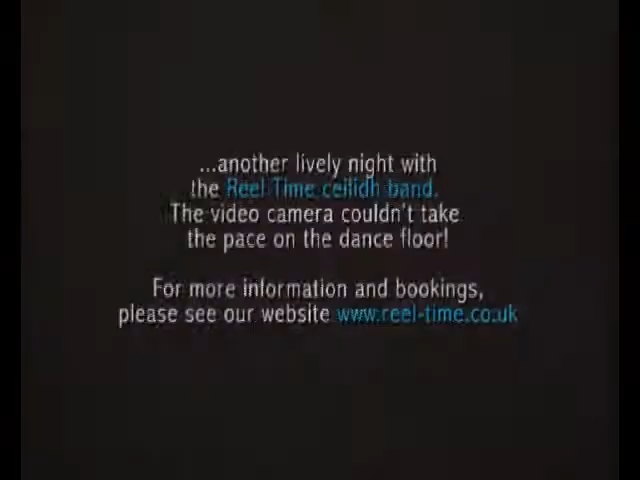 ...another lively night with
the Reel Time ceilidh band.
The video camera couldn't take
the pace on the dance floor!
For more information and bookings,
please see our website www.reel-time.co.uk